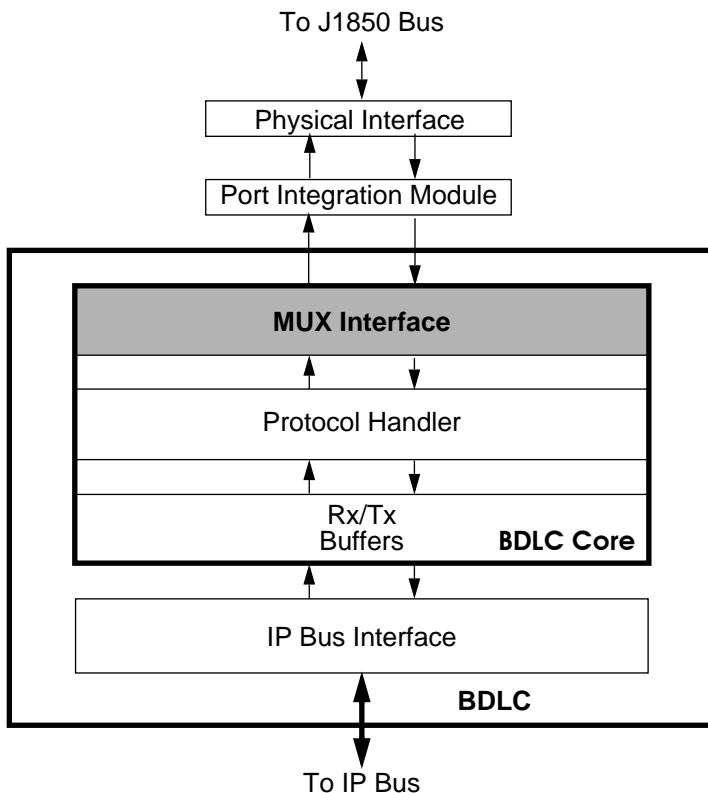 To J1850 Bus
Physical Interface
Port Integration Module
MUX Interface
Protocol Handler
Rx/Tx
Buffers
BDLC Core
IP Bus Interface
BDLC
To IP Bus